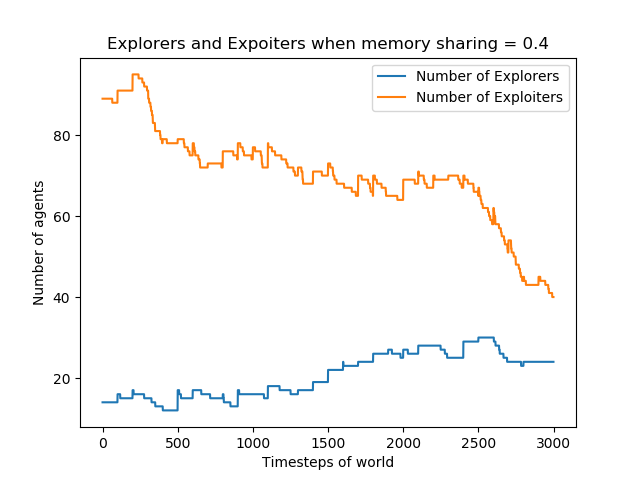 Explorers and Expoiters when memory sharing = 0.4
Number of Explorers
Number of Exploiters
Number of agents
80
60
40
20
0 500 1000 1500 2000 2500 3000
Timesteps of world